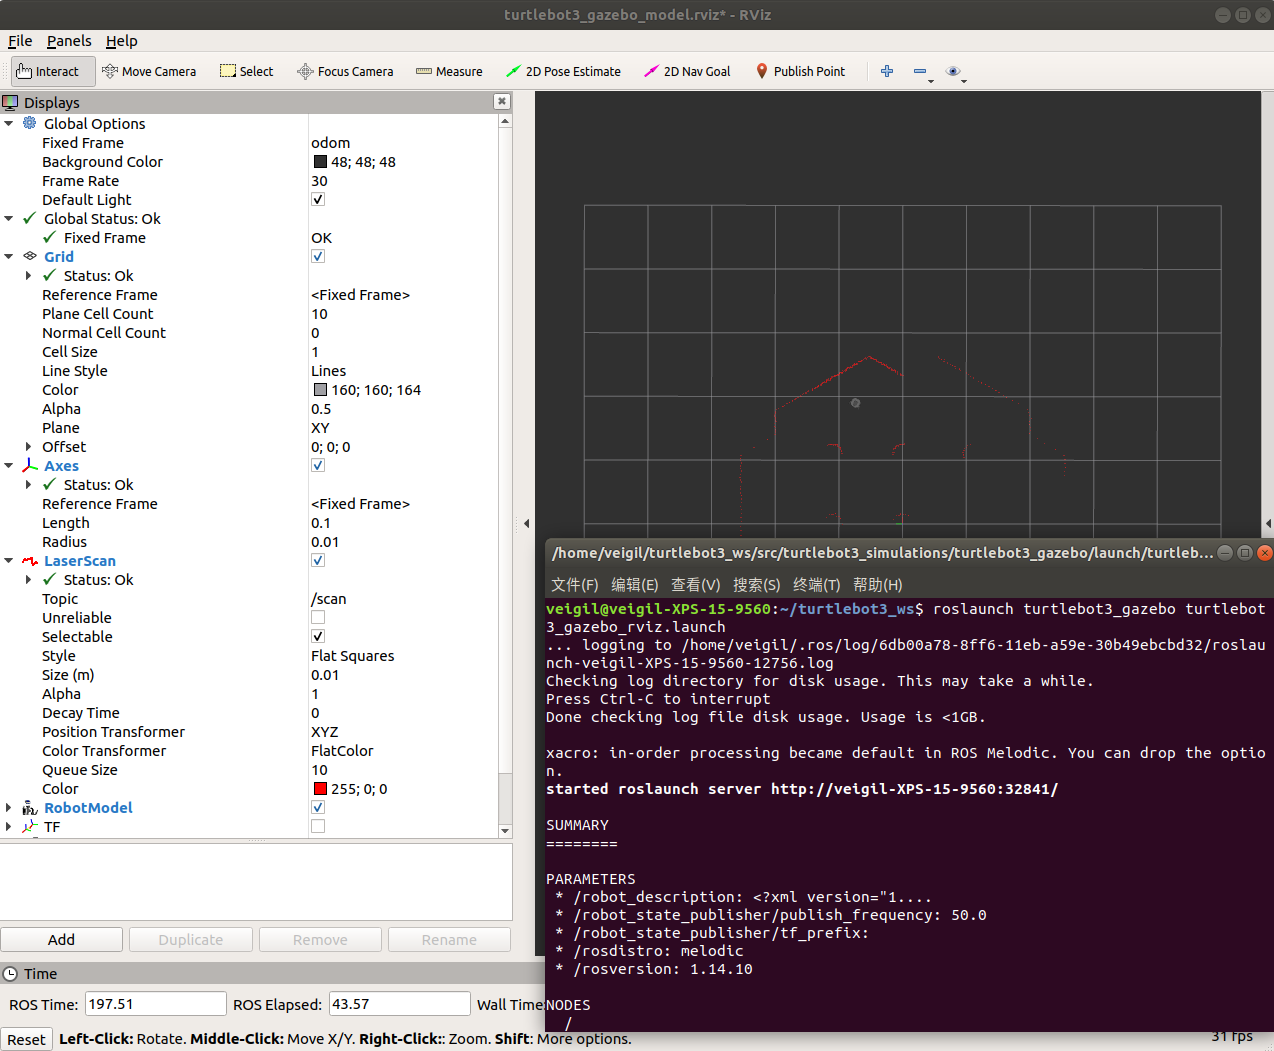 turtlebot3_gazebo_model.rviz* - RViz
File Panels Help
Interact Move Camera Select Focus Camera Measure 2D Pose Estimate 2D Nav Goal Publish Point
Displays
Global Options
Fixed Frame odom
Background Color 48; 48; 48
Frame Rate 30
Default Light
Global Status: Ok
Fixed Frame OK
Grid
Status: Ok
Reference Frame <Fixed Frame>
Plane Cell Count 10
Normal Cell Count 0
Cell Size 1
Line Style Lines
Color 160; 160; 164
Alpha 0.5
Plane XY
Offset 0; 0; 0
Axes
Status: Ok
Reference Frame <Fixed Frame>
Length 0.1
Radius 0.01
LaserScan
Status: Ok
Topic /scan
Unreliable
Selectable
Style Flat Squares
Size (m) 0.01
Alpha 1
Decay Time 0
Position Transformer XYZ
Color Transformer FlatColor
Queue Size 10
Color 255; 0; 0
RobotModel
TF
Add Duplicate Remove Rename
Time
ROS Time: 197.51 ROS Elapsed: 43.57 Wall Time:
Reset Left-Click: Rotate. Middle-Click: Move X/Y. Right-Click:: Zoom. Shift: More options.
31 fps
/home/veigil/turtlebot3_ws/src/turtlebot3_simulations/turtlebot3_gazebo/launch/turtleb...
文件(F) 编辑(E) 查看(V) 搜索(S) 终端(T) 帮助(H)
veigil@veigil-XPS-15-9560:~/turtlebot3_ws$ roslaunch turtlebot3_gazebo turtlebot
3_gazebo_rviz.launch
... logging to /home/veigil/.ros/log/6db00a78-8ff6-11eb-a59e-30b49ebcbd32/roslau
nch-veigil-XPS-15-9560-12756.log
Checking log directory for disk usage. This may take a while.
Press Ctrl-C to interrupt
Done checking log file disk usage. Usage is <1GB.
xacro: in-order processing became default in ROS Melodic. You can drop the optio
n.
started roslaunch server http://veigil-XPS-15-9560:32841/
SUMMARY
========
PARAMETERS
* /robot_description: <?xml version="1....
* /robot_state_publisher/publish_frequency: 50.0
* /robot_state_publisher/tf_prefix:
* /rosdistro: melodic
* /rosversion: 1.14.10
NODES
/